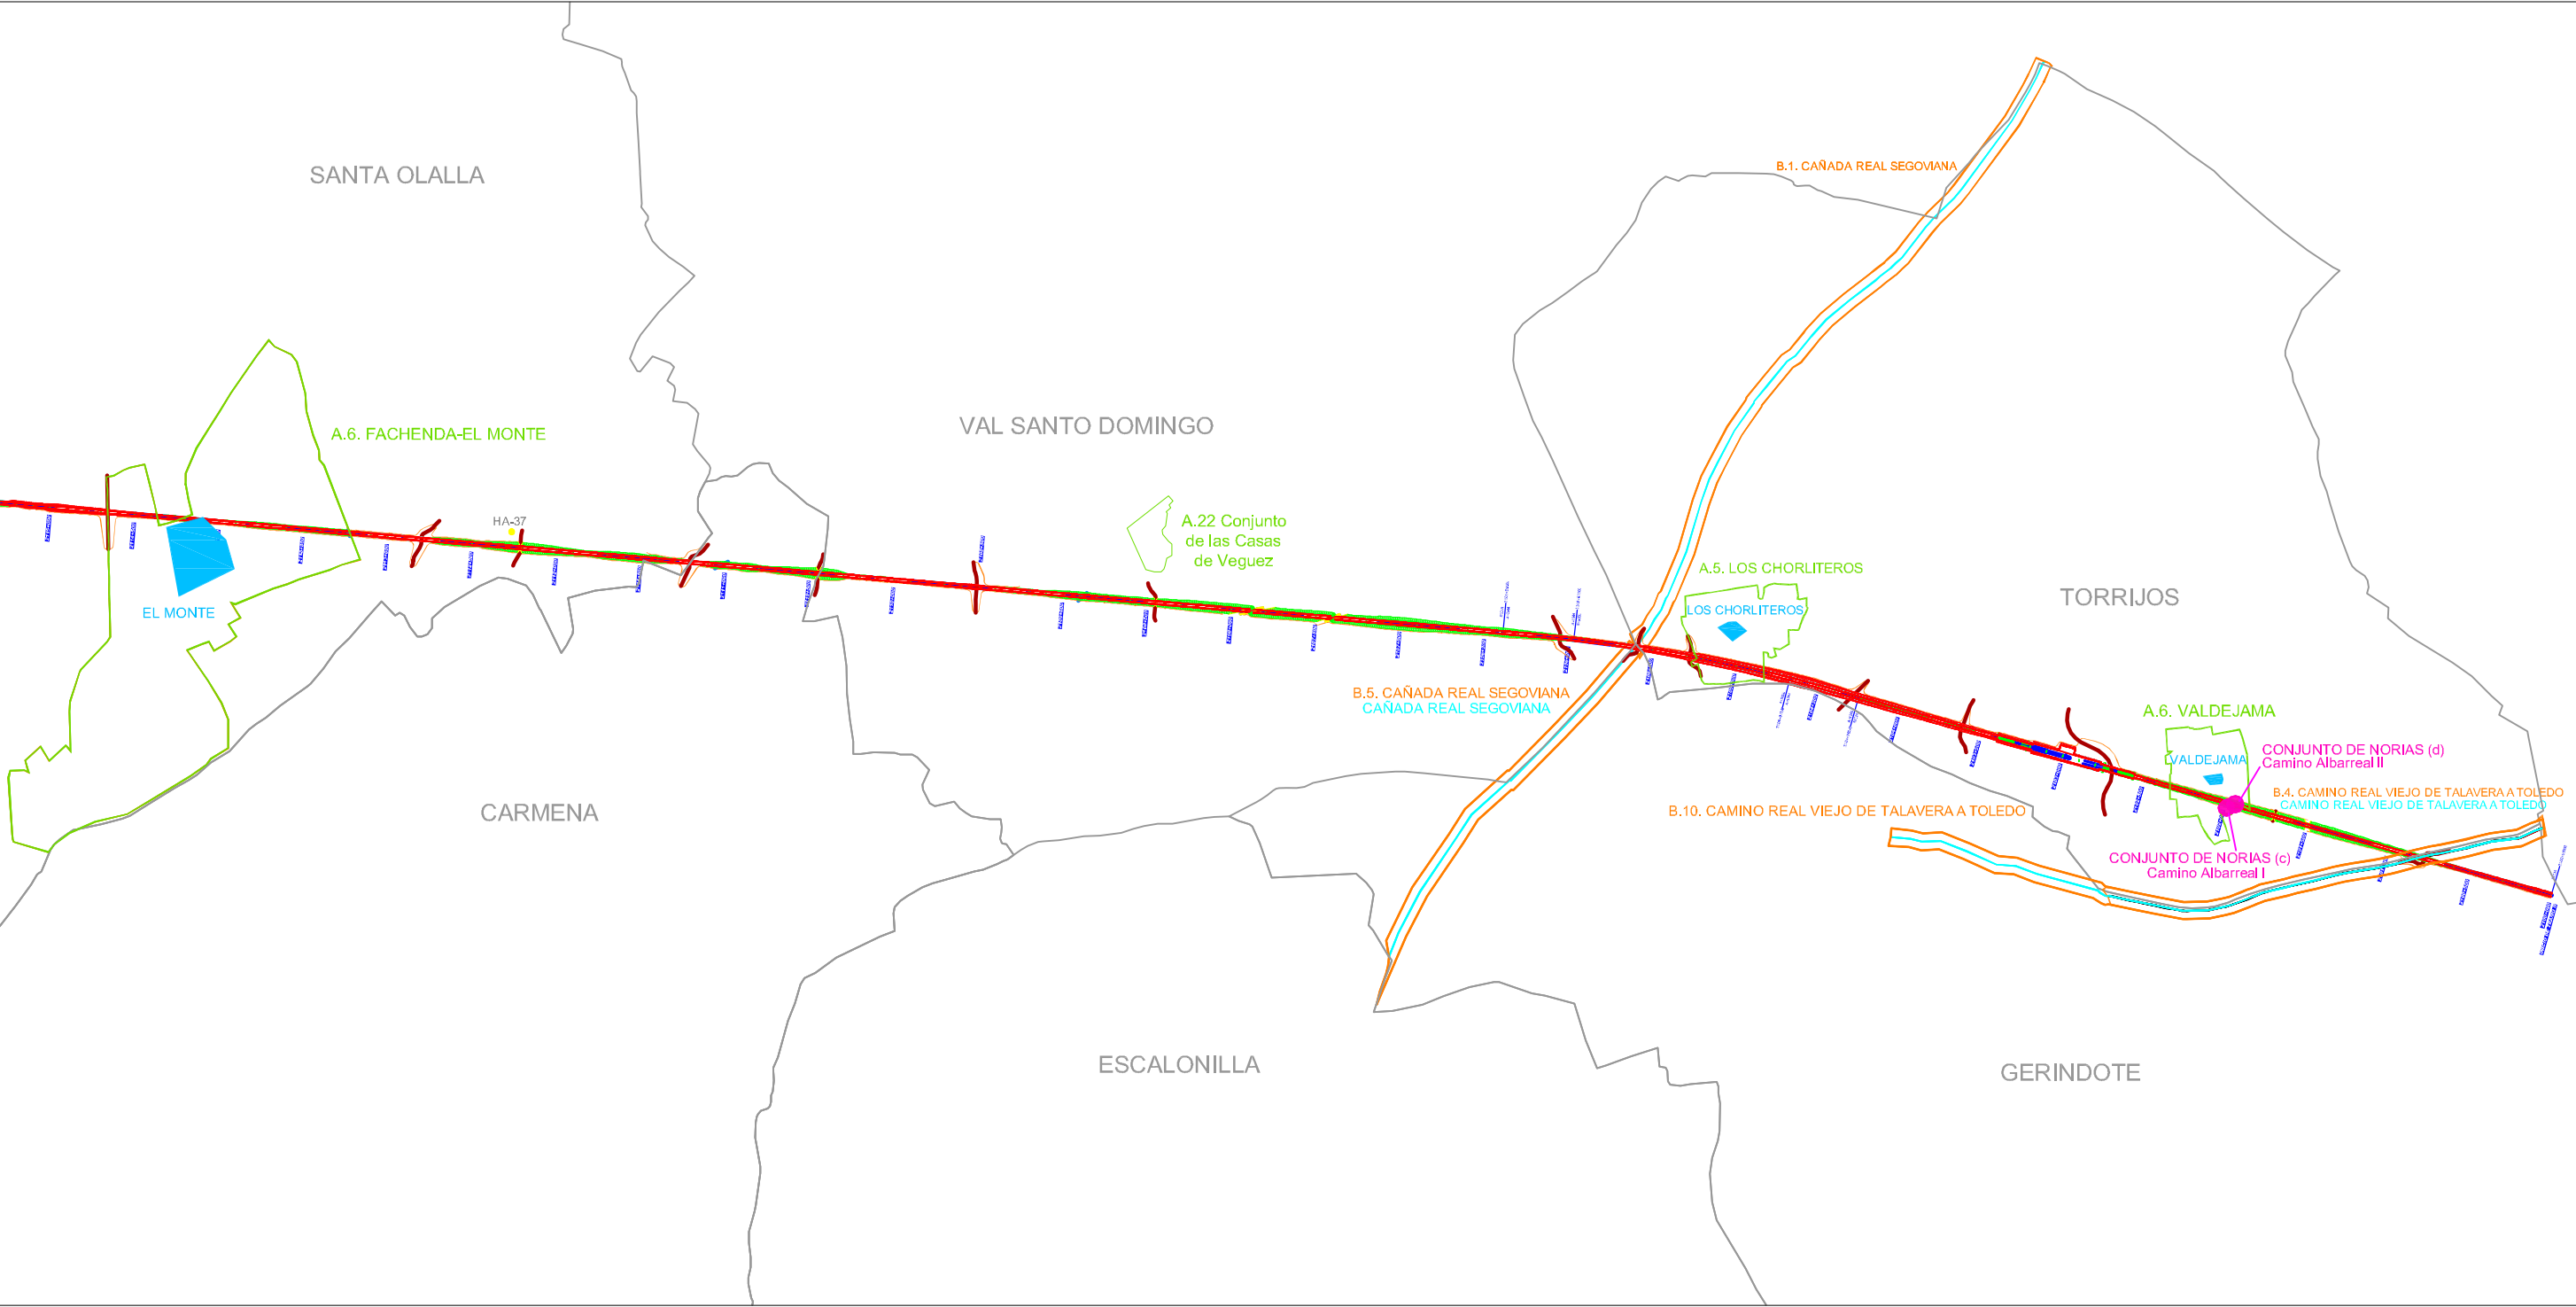 B.1. CAÑADA REAL SEGOVIANA
SANTA OLALLA
VAL SANTO DOMINGO
A.6. FACHENDA-EL MONTE
HA-37
A.22 Conjunto
de las Casas
de Veguez
A.5. LOS CHORLITEROS
LOS CHORLITEROS
TORRIJOS
EL MONTE
B.5. CAÑADA REAL SEGOVIANA
CAÑADA REAL SEGOVIANA
A.6. VALDEJAMA
VALDEJAMA
CONJUNTO DE NORIAS (d)
Camino Albarreal II
B.4. CAMINO REAL VIEJO DE TALAVERA A TOLEDO
CAMINO REAL VIEJO DE TALAVERA A TOLEDO
B.10. CAMINO REAL VIEJO DE TALAVERA A TOLEDO
CARMENA
CONJUNTO DE NORIAS (c)
Camino Albarreal I
ESCALONILLA
GERINDOTE